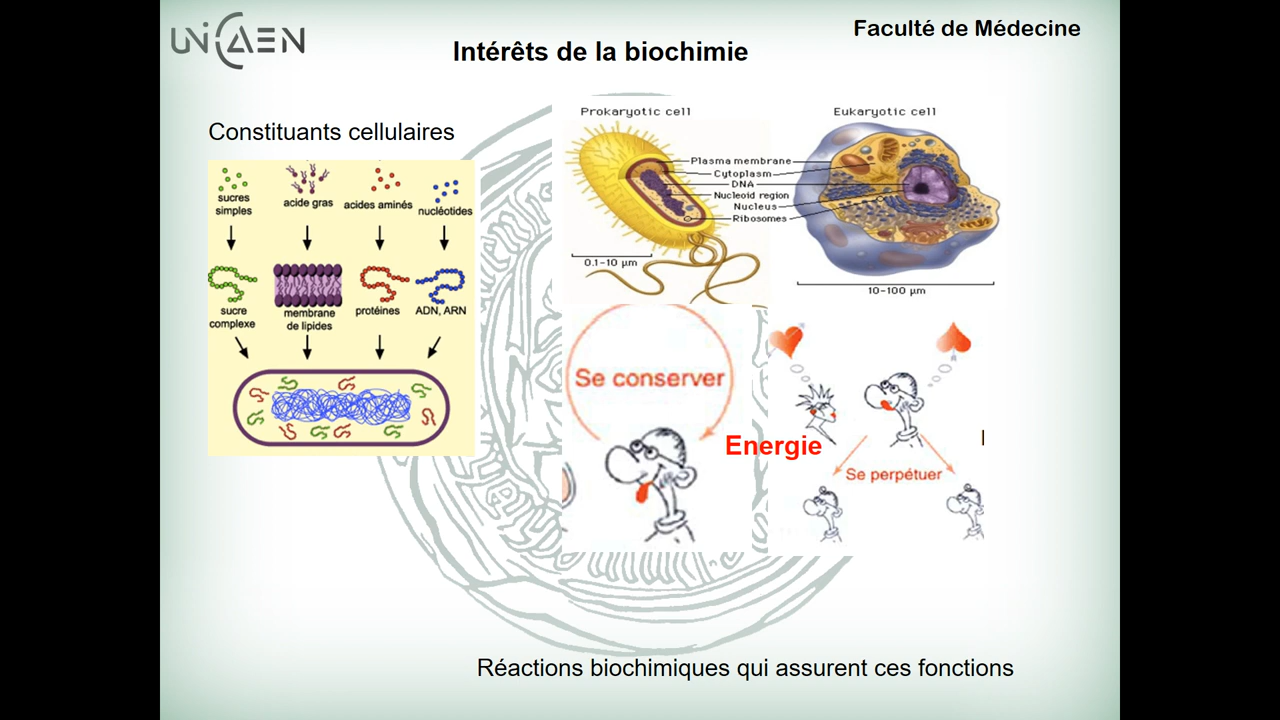 UNICAEN
Faculté de Médecine
Intérêts de la biochimie
Constituants cellulaires
sucres
simples
acide gras
acides aminés
nucléotides
sucre
complexe
membrane
de lipides
protéines
ADN, ARN
Prokaryotic cell
Eukaryotic cell
Plasma membrane
Cytoplasm
DNA
Nucleoid region
Nucleus
Ribosomes
0.1–10 µm
10–100 µm
Se conserver
Energie
Se perpétuer
Réactions biochimiques qui assurent ces fonctions